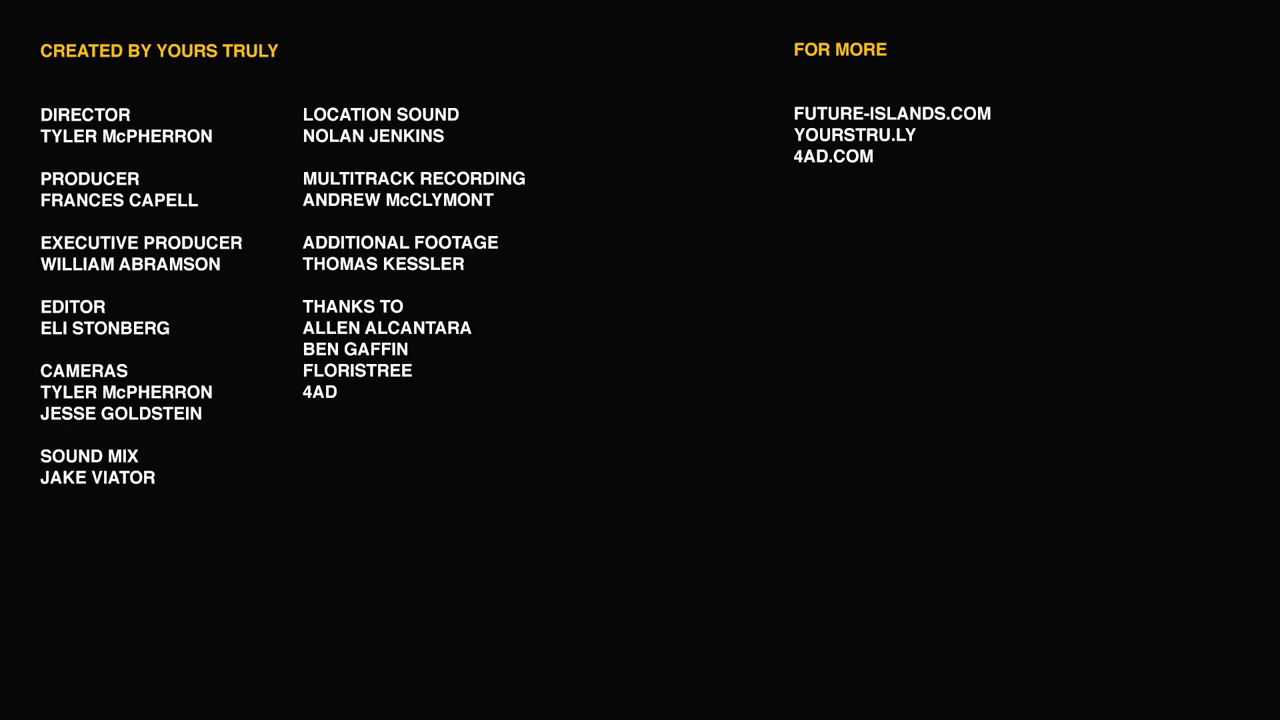 CREATED BY YOURS TRULY
DIRECTOR
TYLER McPHERRON
PRODUCER
FRANCES CAPELL
EXECUTIVE PRODUCER
WILLIAM ABRAMSON
EDITOR
ELI STONBERG
CAMERAS
TYLER McPHERRON
JESSE GOLDSTEIN
SOUND MIX
JAKE VIATOR
LOCATION SOUND
NOLAN JENKINS
MULTITRACK RECORDING
ANDREW McCLYMONT
ADDITIONAL FOOTAGE
THOMAS KESSLER
THANKS TO
ALLEN ALCANTARA
BEN GAFFIN
FLORISTREE
4AD
FOR MORE
FUTURE-ISLANDS.COM
YOURSTRU.LY
4AD.COM